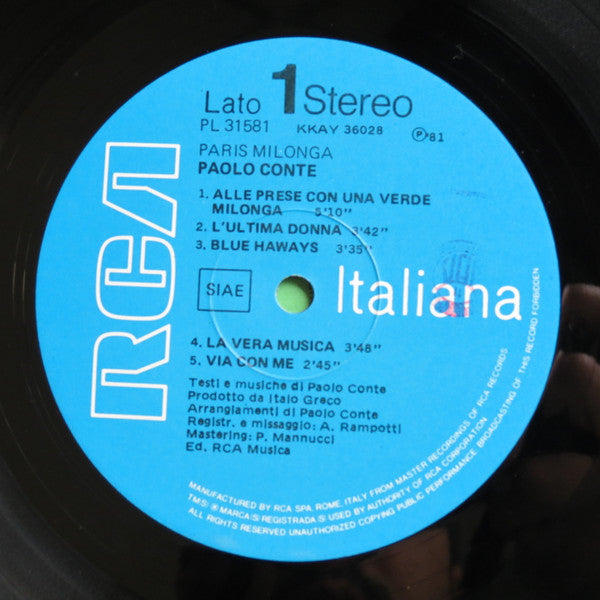 RCA
Lato 1 Stereo
PL 31581 KKAY 36028 ℗81
PARIS MILONGA
PAOLO CONTE
1. ALLE PRESE CON UNA VERDE
MILONGA 5'10"
2. L'ULTIMA DONNA 3'42"
3. BLUE HAWAYS 3'35"
SIAE
Italiana
4. LA VERA MUSICA 3'48"
5. VIA CON ME 2'45"
Testi e musiche di Paolo Conte
Prodotto da Italo Greco
Arrangiamenti di Paolo Conte
Registr. e missaggio: A. Rampotti
Mastering: P. Mannucci
Ed. RCA Musica
MANUFACTURED BY RCA SPA. ROME, ITALY FROM MASTER RECORDINGS OF RCA RECORDS
TMS® MARCA(S) REGISTRADA(S) USED BY AUTHORITY OF RCA CORPORATION
ALL RIGHTS RESERVED UNAUTHORIZED COPYING PUBLIC PERFORMANCE BROADCASTING OF THIS RECORD FORBIDDEN